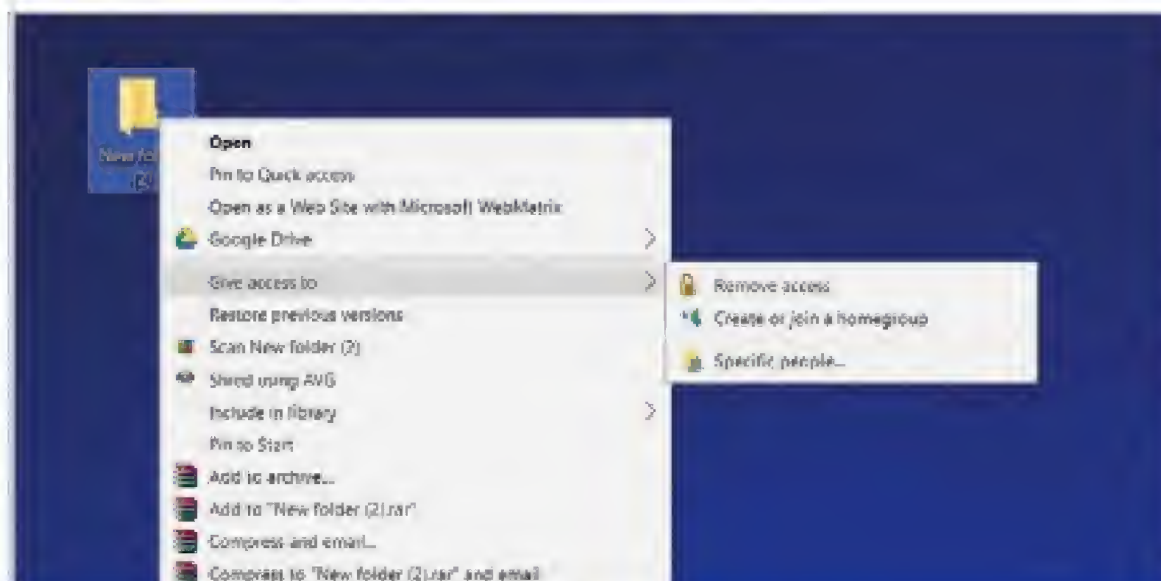 New fol
(2)
Open
Pin to Quick access
Open as a Web Site with Microsoft WebMatrix
Google Drive
Give access to
Restore previous versions
Scan New folder (2)
Shred using AVG
Include in library
Pin to Start
Add to archive...
Add to "New folder (2).rar"
Compress and email...
Compress to "New folder (2).rar" and email
Remove access
Create or join a homegroup
Specific people...